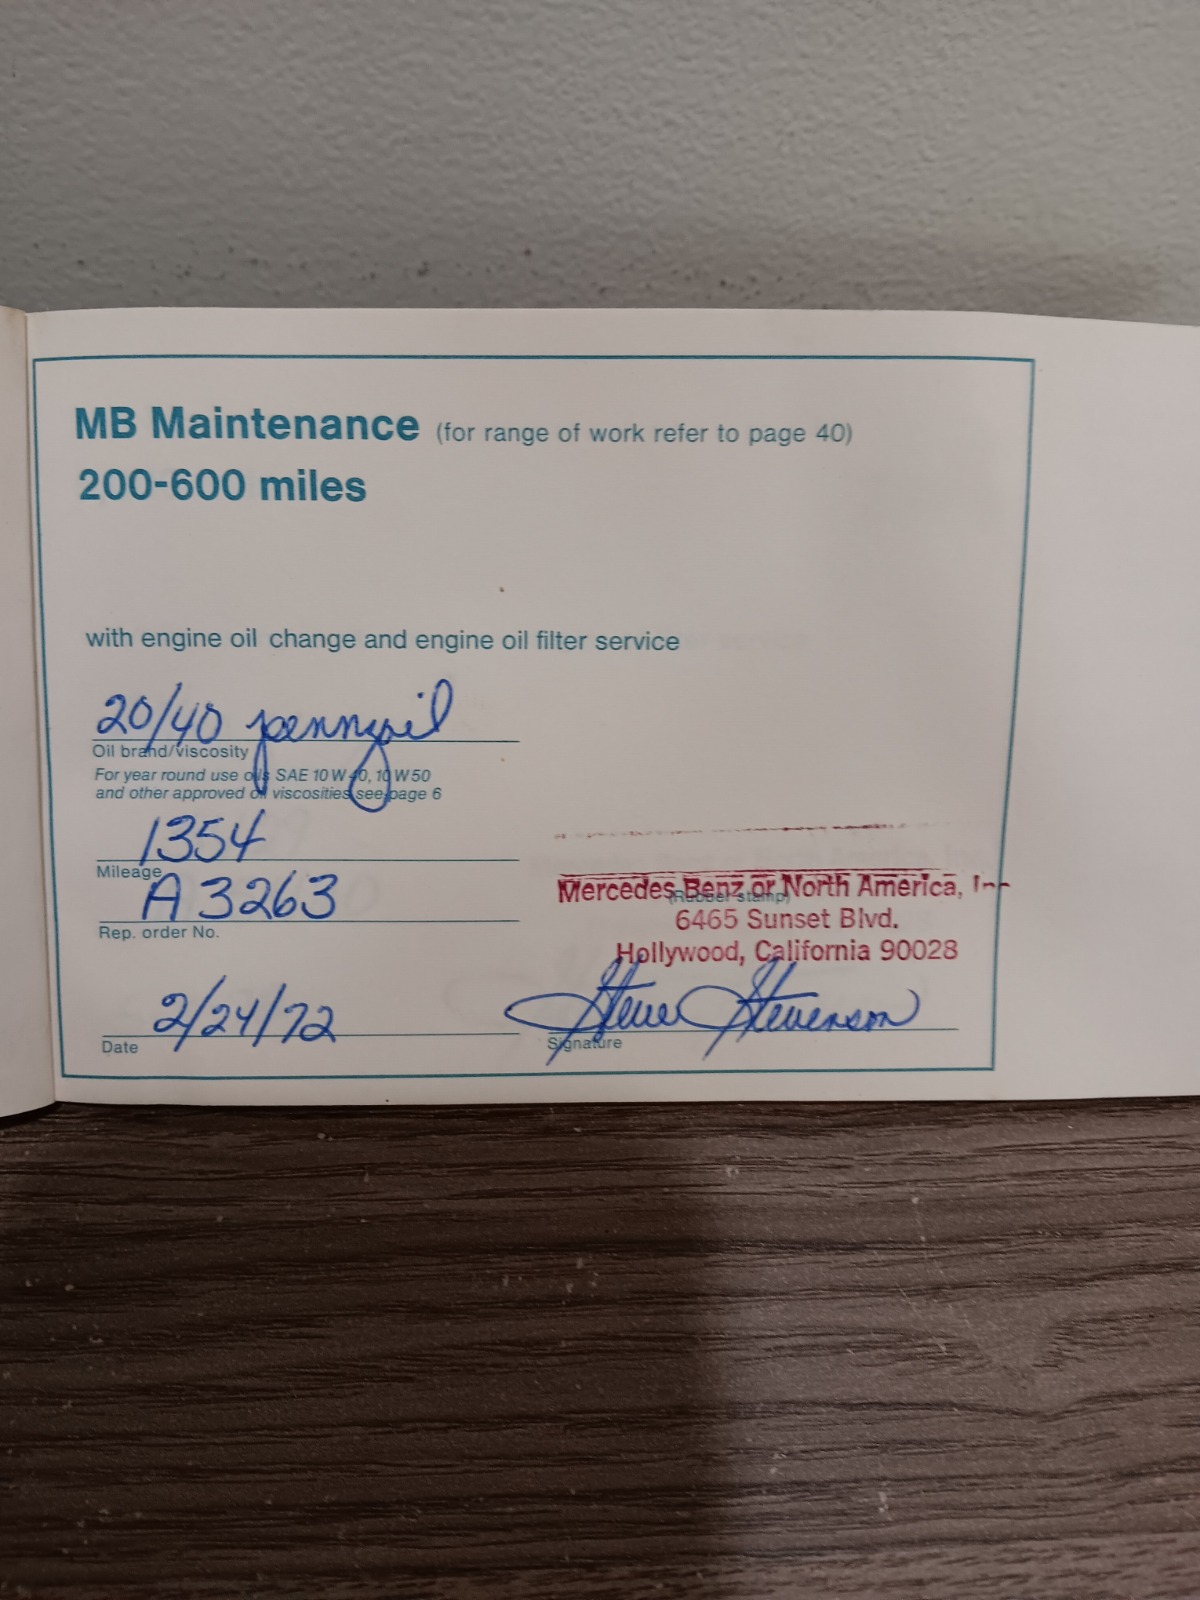 MB Maintenance (for range of work refer to page 40)
200-600 miles
with engine oil change and engine oil filter service
20/40 pennzoil
Oil brand/viscosity
For year round use oils SAE 10 W 40, 10 W 50
and other approved oil viscosities see page 6
1354
Mileage
A 3263
Rep. order No.
2/24/72
Date
Mercedes Benz or North America, Inc
(Rubber stamp)
6465 Sunset Blvd.
Hollywood, California 90028
Steve Stevenson
Signature